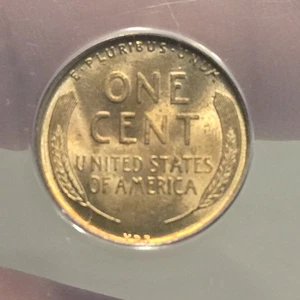 E·PLURIBUS·UNUM
ONE
CENT
UNITED STATES
OF AMERICA